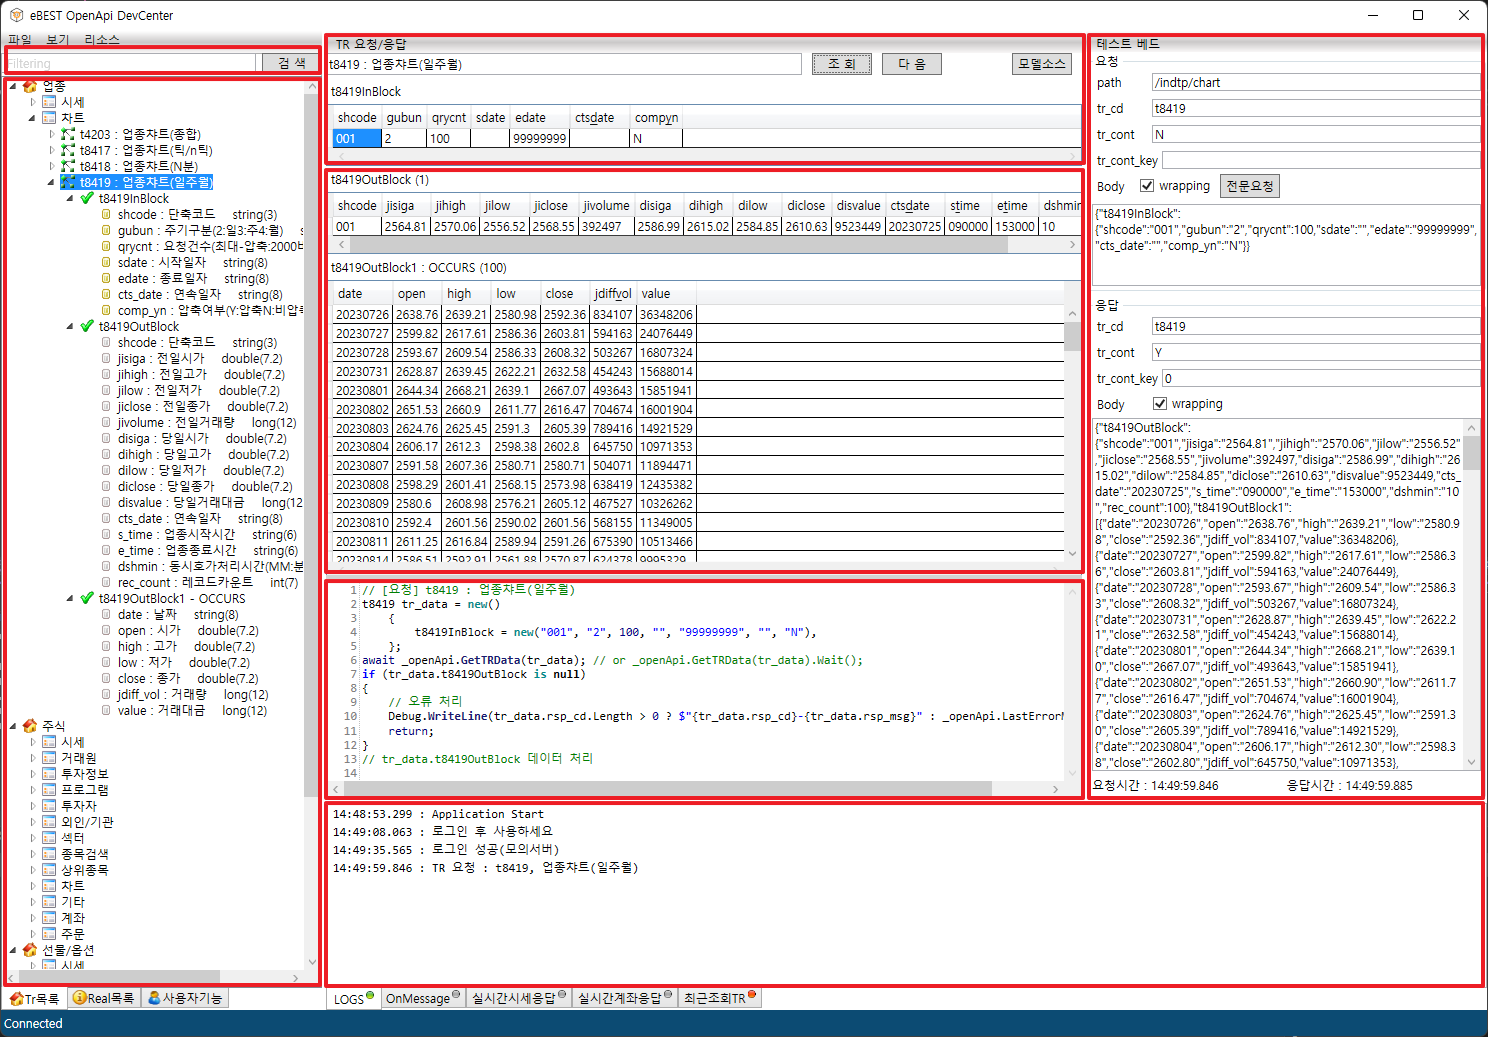 eBEST OpenApi DevCenter
파일 보기 리소스
Filtering 검 색
업종
시세
차트
t4203 : 업종챠트(종합)
t8417 : 업종차트(틱/n틱)
t8418 : 업종차트(N분)
t8419 : 업종챠트(일주월)
t8419InBlock
shcode : 단축코드 string(3)
gubun : 주기구분(2:일3:주4:월) s
qrycnt : 요청건수(최대-압축:2000비
sdate : 시작일자 string(8)
edate : 종료일자 string(8)
cts_date : 연속일자 string(8)
comp_yn : 압축여부(Y:압축N:비압축
t8419OutBlock
shcode : 단축코드 string(3)
jisiga : 전일시가 double(7.2)
jihigh : 전일고가 double(7.2)
jilow : 전일저가 double(7.2)
jiclose : 전일종가 double(7.2)
jivolume : 전일거래량 long(12)
disiga : 당일시가 double(7.2)
dihigh : 당일고가 double(7.2)
dilow : 당일저가 double(7.2)
diclose : 당일종가 double(7.2)
disvalue : 당일거래대금 long(12
cts_date : 연속일자 string(8)
s_time : 업종시작시간 string(6)
e_time : 업종종료시간 string(6)
dshmin : 동시호가처리시간(MM:분
rec_count : 레코드카운트 int(7)
t8419OutBlock1 - OCCURS
date : 날짜 string(8)
open : 시가 double(7.2)
high : 고가 double(7.2)
low : 저가 double(7.2)
close : 종가 double(7.2)
jdiff_vol : 거래량 long(12)
value : 거래대금 long(12)
주식
시세
거래원
투자정보
프로그램
투자자
외인/기관
섹터
종목검색
상위종목
차트
기타
계좌
주문
선물/옵션
시세
Tr목록 Real목록 사용자기능
TR 요청/응답
t8419 : 업종챠트(일주월) 조 회 다 음 모델소스
t8419InBlock
shcode gubun qrycnt sdate edate ctsdate compyn
001 2 100 99999999 N
t8419OutBlock (1)
shcode jisiga jihigh jilow jiclose jivolume disiga dihigh dilow diclose disvalue ctsdate stime etime dshmin
001 2564.81 2570.06 2556.52 2568.55 392497 2586.99 2615.02 2584.85 2610.63 9523449 20230725 090000 153000 10
t8419OutBlock1 : OCCURS (100)
date open high low close jdiffvol value
20230726 2638.76 2639.21 2580.98 2592.36 834107 36348206
20230727 2599.82 2617.61 2586.36 2603.81 594163 24076449
20230728 2593.67 2609.54 2586.33 2608.32 503267 16807324
20230731 2628.87 2639.45 2622.21 2632.58 454243 15688014
20230801 2644.34 2668.21 2639.1 2667.07 493643 15851941
20230802 2651.53 2660.9 2611.77 2616.47 704674 16001904
20230803 2624.76 2625.45 2591.3 2605.39 789416 14921529
20230804 2606.17 2612.3 2598.38 2602.8 645750 10971353
20230807 2591.58 2607.36 2580.71 2580.71 504071 11894471
20230808 2598.29 2601.41 2568.15 2573.98 638419 12435382
20230809 2580.6 2608.98 2576.21 2605.12 467527 10326262
20230810 2592.4 2601.56 2590.02 2601.56 568155 11349005
20230811 2611.25 2616.84 2589.94 2591.26 675390 10513466
20230814 2586.51 2592.91 2561.88 2570.87 624378 9995329
1 // [요청] t8419 : 업종챠트(일주월)
2 t8419 tr_data = new()
3 {
4 t8419InBlock = new("001", "2", 100, "", "99999999", "", "N"),
5 };
6 await _openApi.GetTRData(tr_data); // or _openApi.GetTRData(tr_data).Wait();
7 if (tr_data.t8419OutBlock is null)
8 {
9 // 오류 처리
10 Debug.WriteLine(tr_data.rsp_cd.Length > 0 ? $"{tr_data.rsp_cd}-{tr_data.rsp_msg}" : _openApi.LastErrorM
11 return;
12 }
13 // tr_data.t8419OutBlock 데이터 처리
14
14:48:53.299 : Application Start
14:49:08.063 : 로그인 후 사용하세요
14:49:35.565 : 로그인 성공(모의서버)
14:49:59.846 : TR 요청 : t8419, 업종챠트(일주월)
LOGS OnMessage 실시간시세응답 실시간계좌응답 최근조회TR
테스트 베드
요청
path /indtp/chart
tr_cd t8419
tr_cont N
tr_cont_key
Body wrapping 전문요청
{"t8419InBlock":
{"shcode":"001","gubun":"2","qrycnt":100,"sdate":"","edate":"99999999",
"cts_date":"","comp_yn":"N"}}
응답
tr_cd t8419
tr_cont Y
tr_cont_key 0
Body wrapping
{"t8419OutBlock":
{"shcode":"001","jisiga":"2564.81","jihigh":"2570.06","jilow":"2556.52"
,"jiclose":"2568.55","jivolume":392497,"disiga":"2586.99","dihigh":"26
15.02","dilow":"2584.85","diclose":"2610.63","disvalue":9523449,"cts_
date":"20230725","s_time":"090000","e_time":"153000","dshmin":"10
","rec_count":100},"t8419OutBlock1":
[{"date":"20230726","open":"2638.76","high":"2639.21","low":"2580.9
8","close":"2592.36","jdiff_vol":834107,"value":36348206},
{"date":"20230727","open":"2599.82","high":"2617.61","low":"2586.3
6","close":"2603.81","jdiff_vol":594163,"value":24076449},
{"date":"20230728","open":"2593.67","high":"2609.54","low":"2586.3
3","close":"2608.32","jdiff_vol":503267,"value":16807324},
{"date":"20230731","open":"2628.87","high":"2639.45","low":"2622.2
1","close":"2632.58","jdiff_vol":454243,"value":15688014},
{"date":"20230801","open":"2644.34","high":"2668.21","low":"2639.1
0","close":"2667.07","jdiff_vol":493643,"value":15851941},
{"date":"20230802","open":"2651.53","high":"2660.90","low":"2611.7
7","close":"2616.47","jdiff_vol":704674,"value":16001904},
{"date":"20230803","open":"2624.76","high":"2625.45","low":"2591.3
0","close":"2605.39","jdiff_vol":789416,"value":14921529},
{"date":"20230804","open":"2606.17","high":"2612.30","low":"2598.3
8","close":"2602.80","jdiff_vol":645750,"value":10971353},
요청시간 : 14:49:59.846 응답시간 : 14:49:59.885
Connected